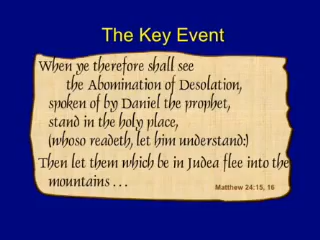 The Key Event
When ye therefore shall see
the Abomination of Desolation,
spoken of by Daniel the prophet,
stand in the holy place,
(whoso readeth, let him understand:)
Then let them which be in Judea flee into the
mountains . . .
Matthew 24:15, 16